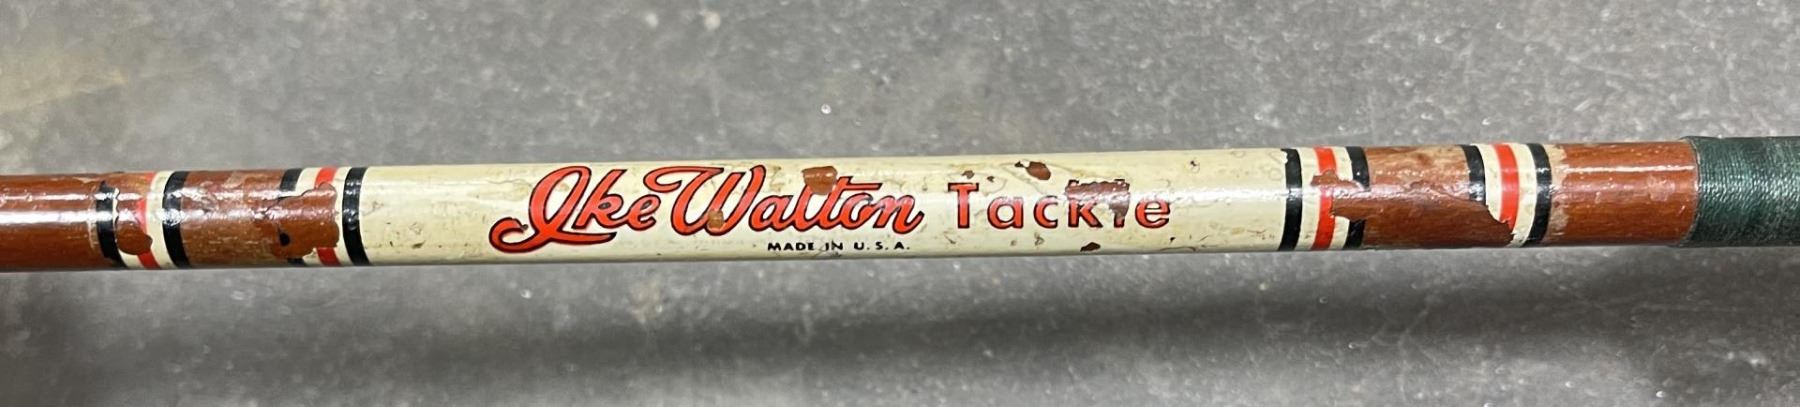 Ike Walton Tackle
MADE IN U.S.A.